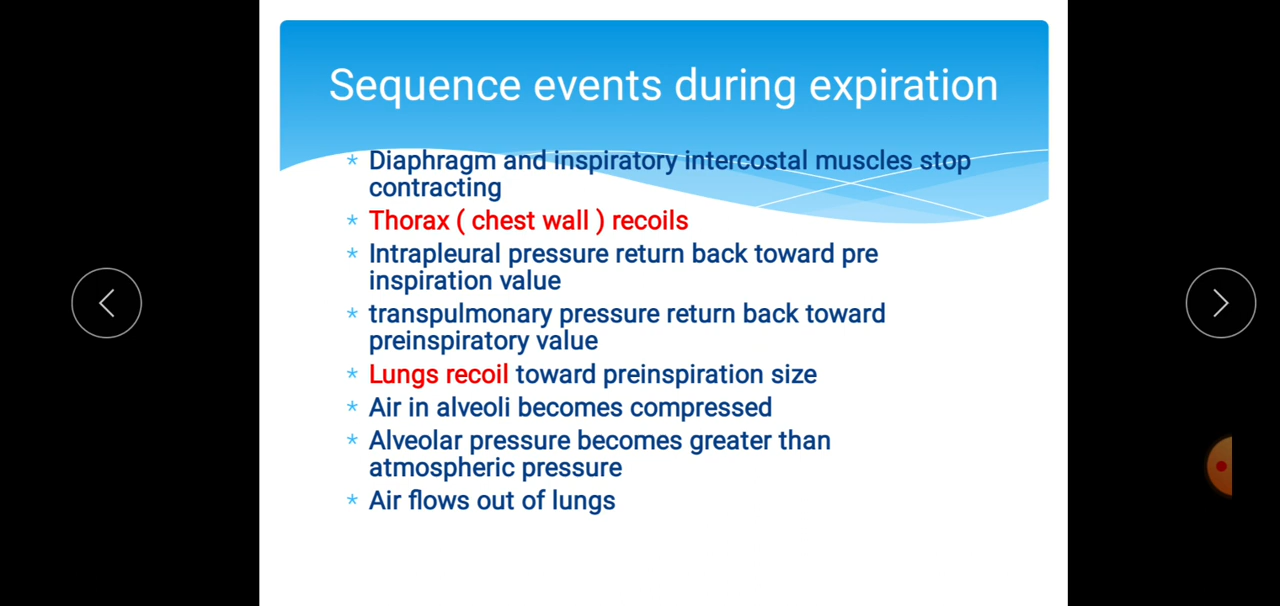 Sequence events during expiration
* Diaphragm and inspiratory intercostal muscles stop
contracting
* Thorax ( chest wall ) recoils
* Intrapleural pressure return back toward pre
inspiration value
* transpulmonary pressure return back toward
preinspiratory value
* Lungs recoil toward preinspiration size
* Air in alveoli becomes compressed
* Alveolar pressure becomes greater than
atmospheric pressure
* Air flows out of lungs